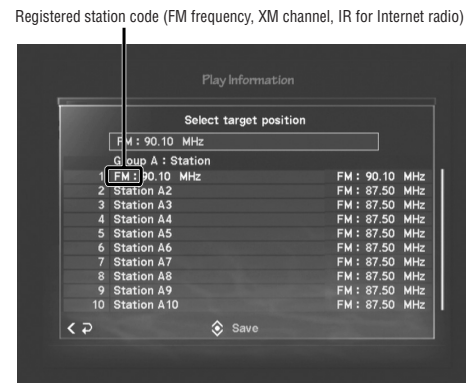 Registered station code (FM frequency, XM channel, IR for Internet radio)
Play Information
Select target position
FM : 90.10 MHz
Group A : Station
1 FM : 90.10 MHz FM : 90.10 MHz
2 Station A2 FM : 87.50 MHz
3 Station A3 FM : 87.50 MHz
4 Station A4 FM : 87.50 MHz
5 Station A5 FM : 87.50 MHz
6 Station A6 FM : 87.50 MHz
7 Station A7 FM : 87.50 MHz
8 Station A8 FM : 87.50 MHz
9 Station A9 FM : 87.50 MHz
10 Station A10 FM : 87.50 MHz
Save